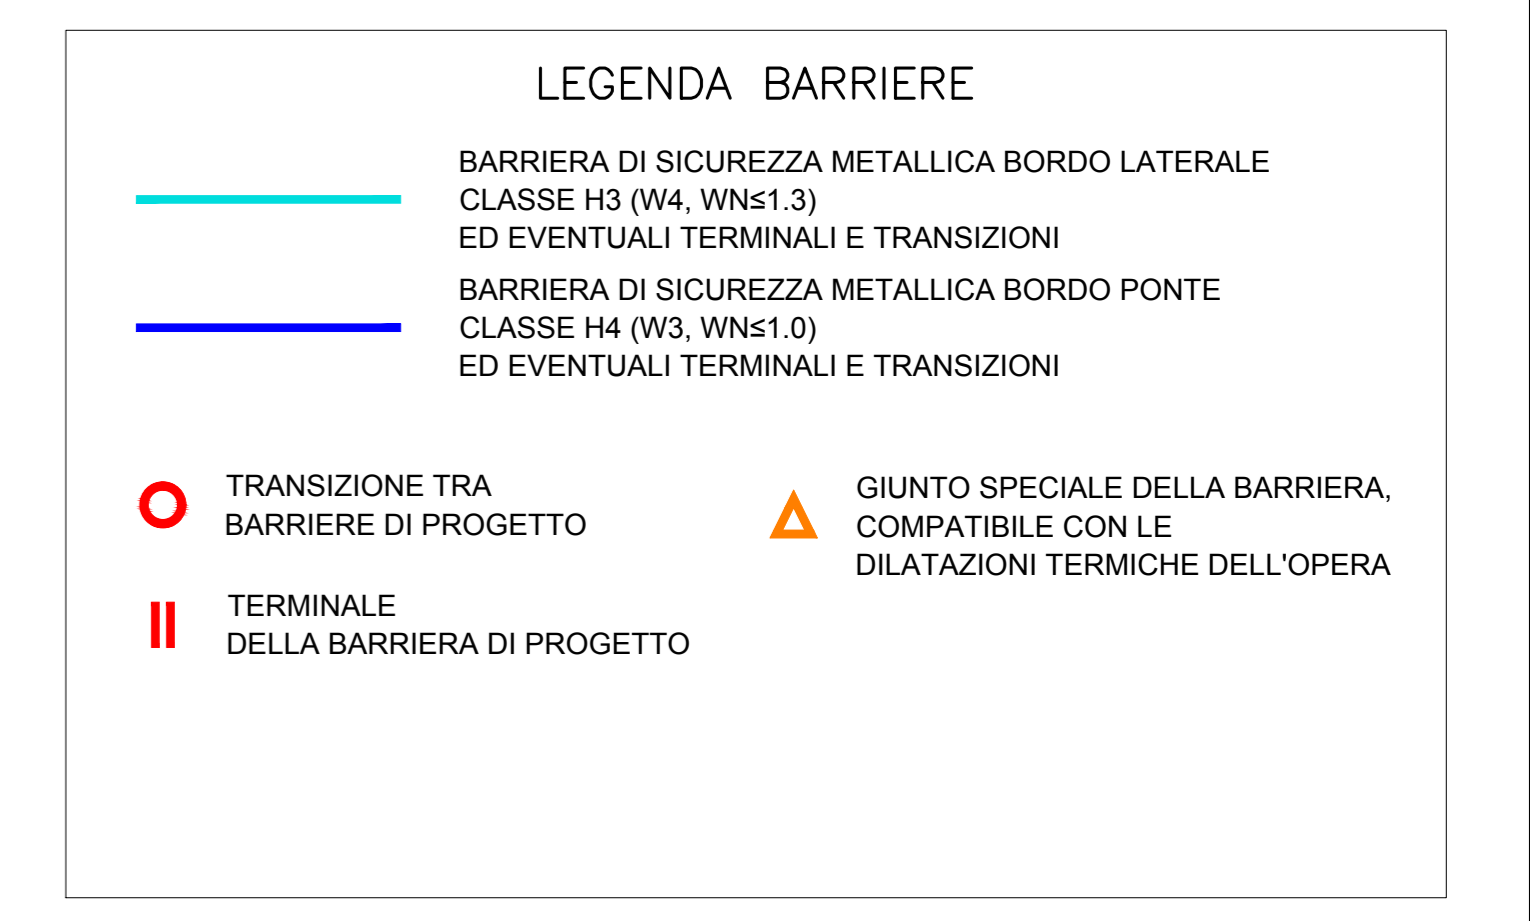 LEGENDA BARRIERE
BARRIERA DI SICUREZZA METALLICA BORDO LATERALE
CLASSE H3 (W4, WN≤1.3)
ED EVENTUALI TERMINALI E TRANSIZIONI
BARRIERA DI SICUREZZA METALLICA BORDO PONTE
CLASSE H4 (W3, WN≤1.0)
ED EVENTUALI TERMINALI E TRANSIZIONI
TRANSIZIONE TRA
BARRIERE DI PROGETTO
TERMINALE
DELLA BARRIERA DI PROGETTO
GIUNTO SPECIALE DELLA BARRIERA,
COMPATIBILE CON LE
DILATAZIONI TERMICHE DELL'OPERA